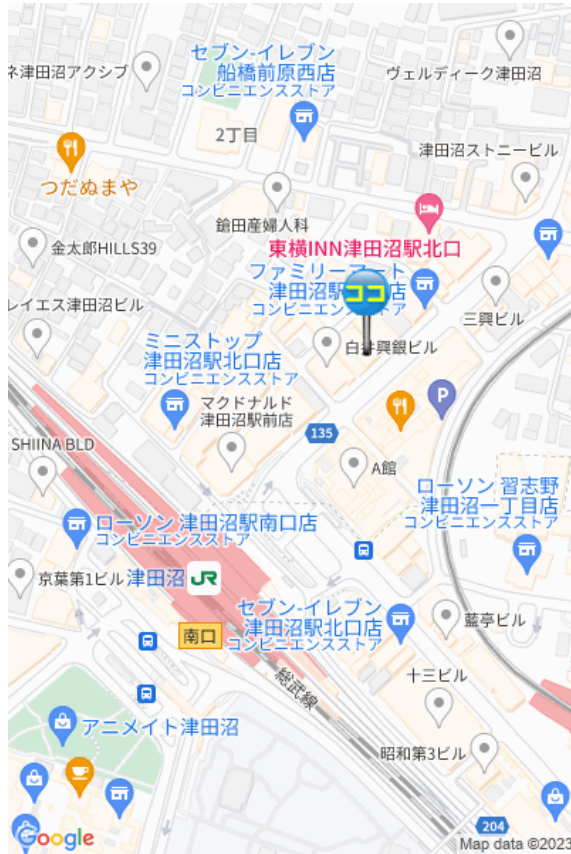 セブン-イレブン
船橋前原西店
コンビニエンスストア
ネ津田沼アクシブ
ヴェルディーク津田沼
2丁目
津田沼ストニービル
つだぬまや
鎗田産婦人科
東横INN津田沼駅北口
金太郎HILLS39
ファミリーマート
津田沼駅
店
コンビニエンスストア
ココ
レイエス津田沼ビル
三興ビル
ミニストップ
津田沼駅北口店
コンビニエンスストア
白井興銀ビル
マクドナルド
津田沼駅前店
P
135
SHIINA BLD
A館
ローソン 習志野
津田沼一丁目店
コンビニエンスストア
ローソン 津田沼駅南口店
コンビニエンスストア
京葉第1ビル
津田沼
JR
セブン-イレブン
津田沼駅北口店
コンビニエンスストア
藍亭ビル
南口
総武線
十三ビル
アニメイト津田沼
昭和第3ビル
204
Google
Map data ©2023